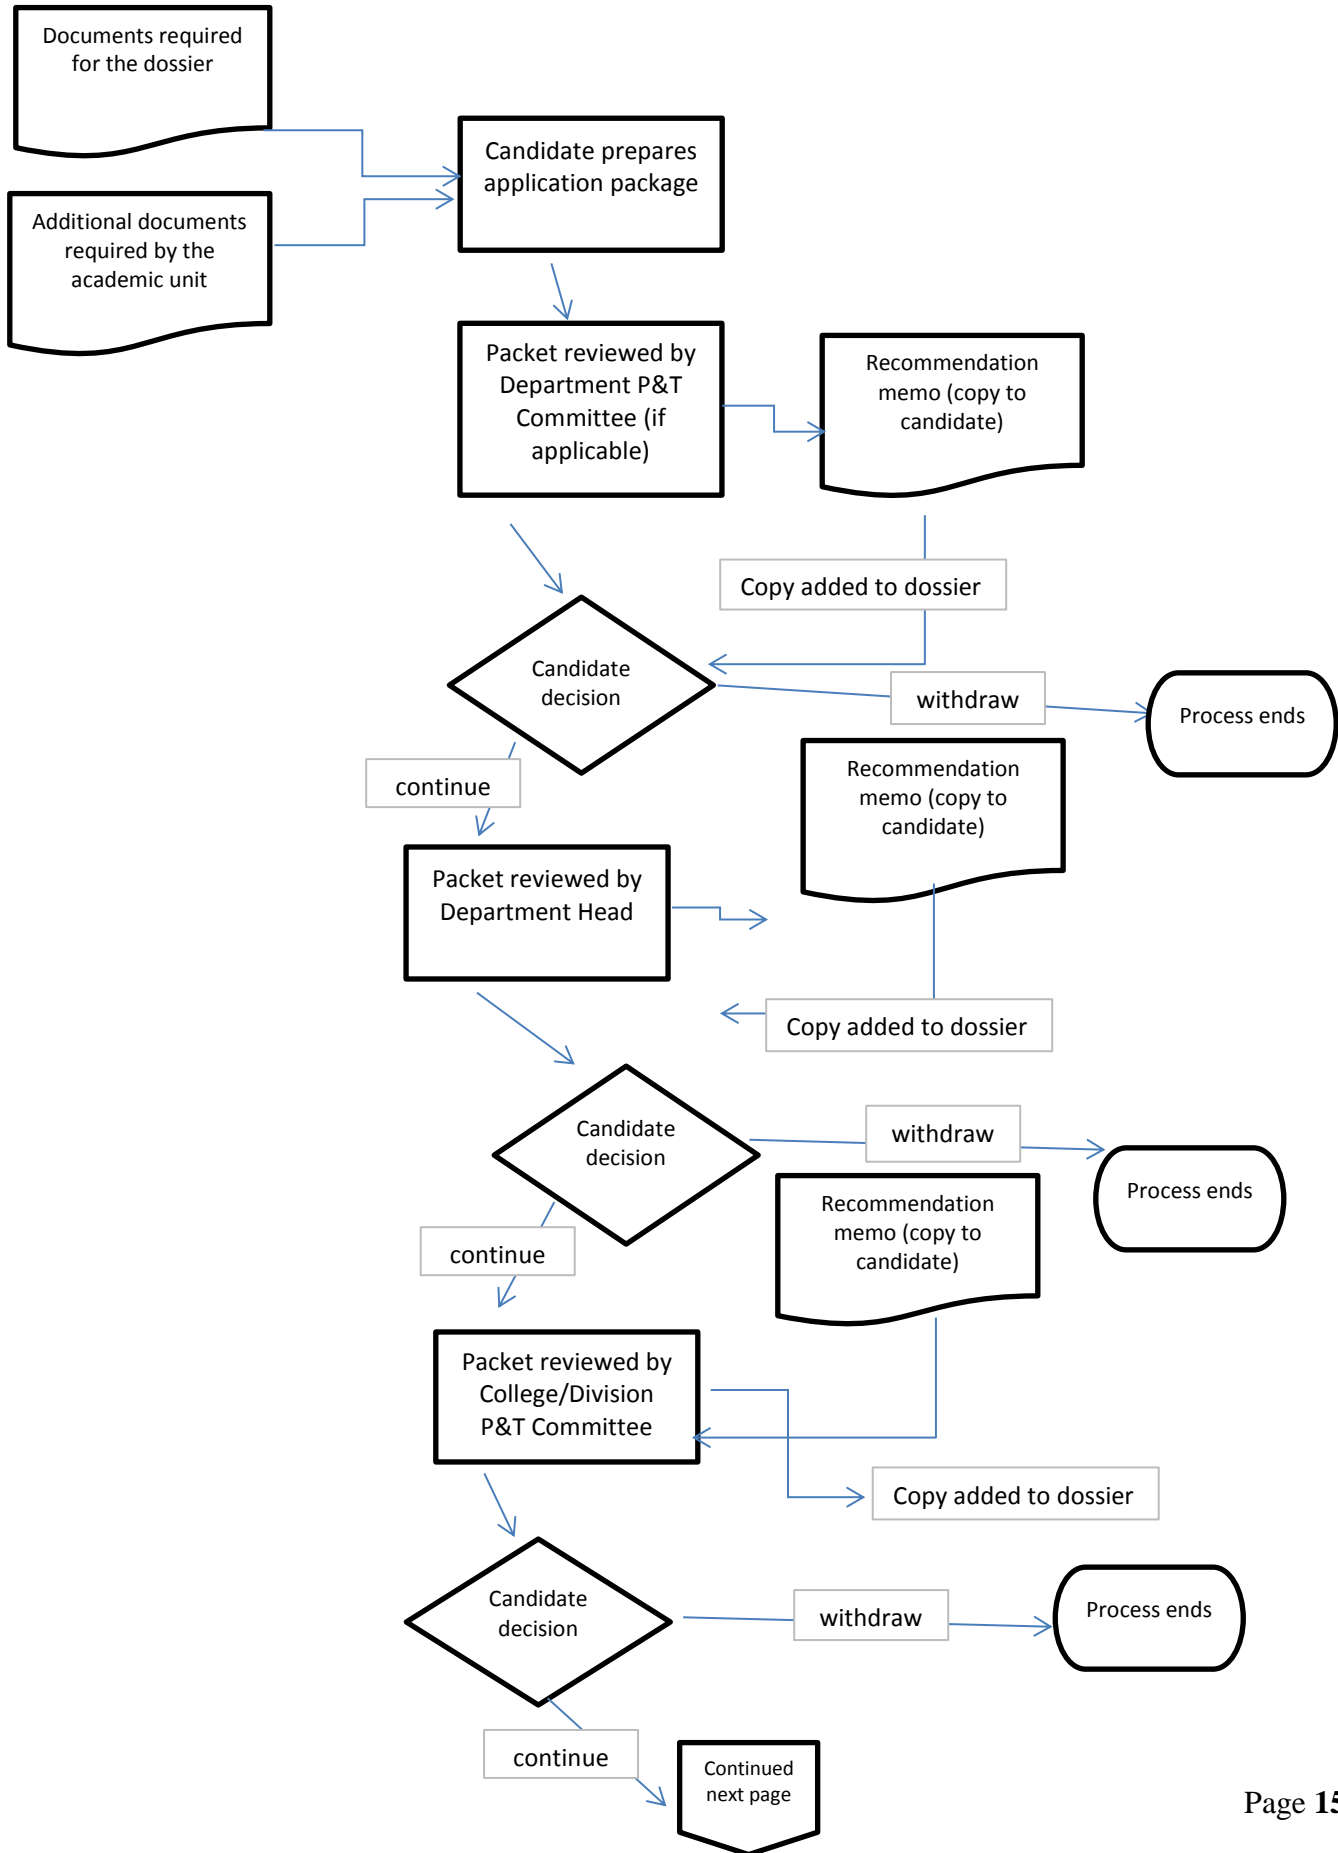 Documents required
for the dossier
Candidate prepares
application package
Additional documents
required by the
academic unit
Packet reviewed by
Department P&T
Committee (if
applicable)
Recommendation
memo (copy to
candidate)
Copy added to dossier
Candidate
decision
withdraw
Process ends
continue
Recommendation
memo (copy to
candidate)
Packet reviewed by
Department Head
Copy added to dossier
Candidate
decision
withdraw
Process ends
continue
Recommendation
memo (copy to
candidate)
Packet reviewed by
College/Division
P&T Committee
Copy added to dossier
Candidate
decision
withdraw
Process ends
continue
Continued
next page
Page 15